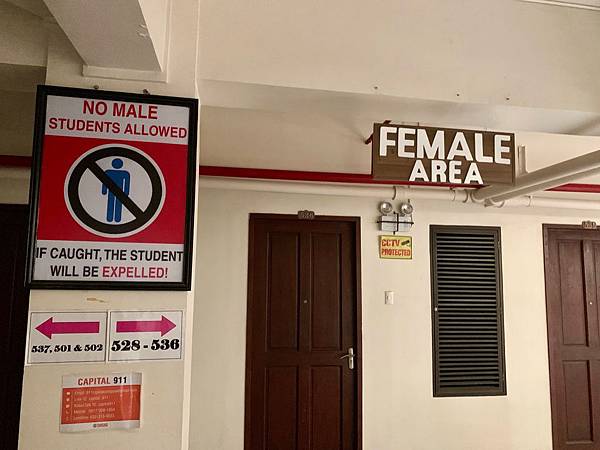 NO MALE
STUDENTS ALLOWED
IF CAUGHT, THE STUDENT
WILL BE EXPELLED!
537, 501 & 502
528 - 536
CAPITAL 911
FEMALE
AREA
CCTV
PROTECTED